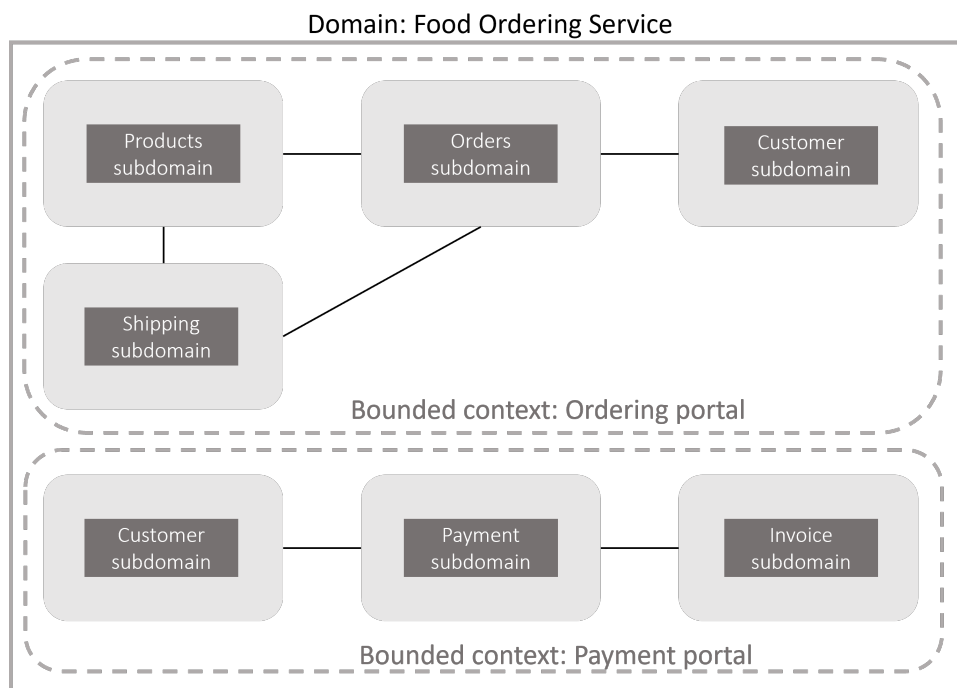 Domain: Food Ordering Service
Products
subdomain
Orders
subdomain
Customer
subdomain
Shipping
subdomain
Bounded context: Ordering portal
Customer
subdomain
Payment
subdomain
Invoice
subdomain
Bounded context: Payment portal